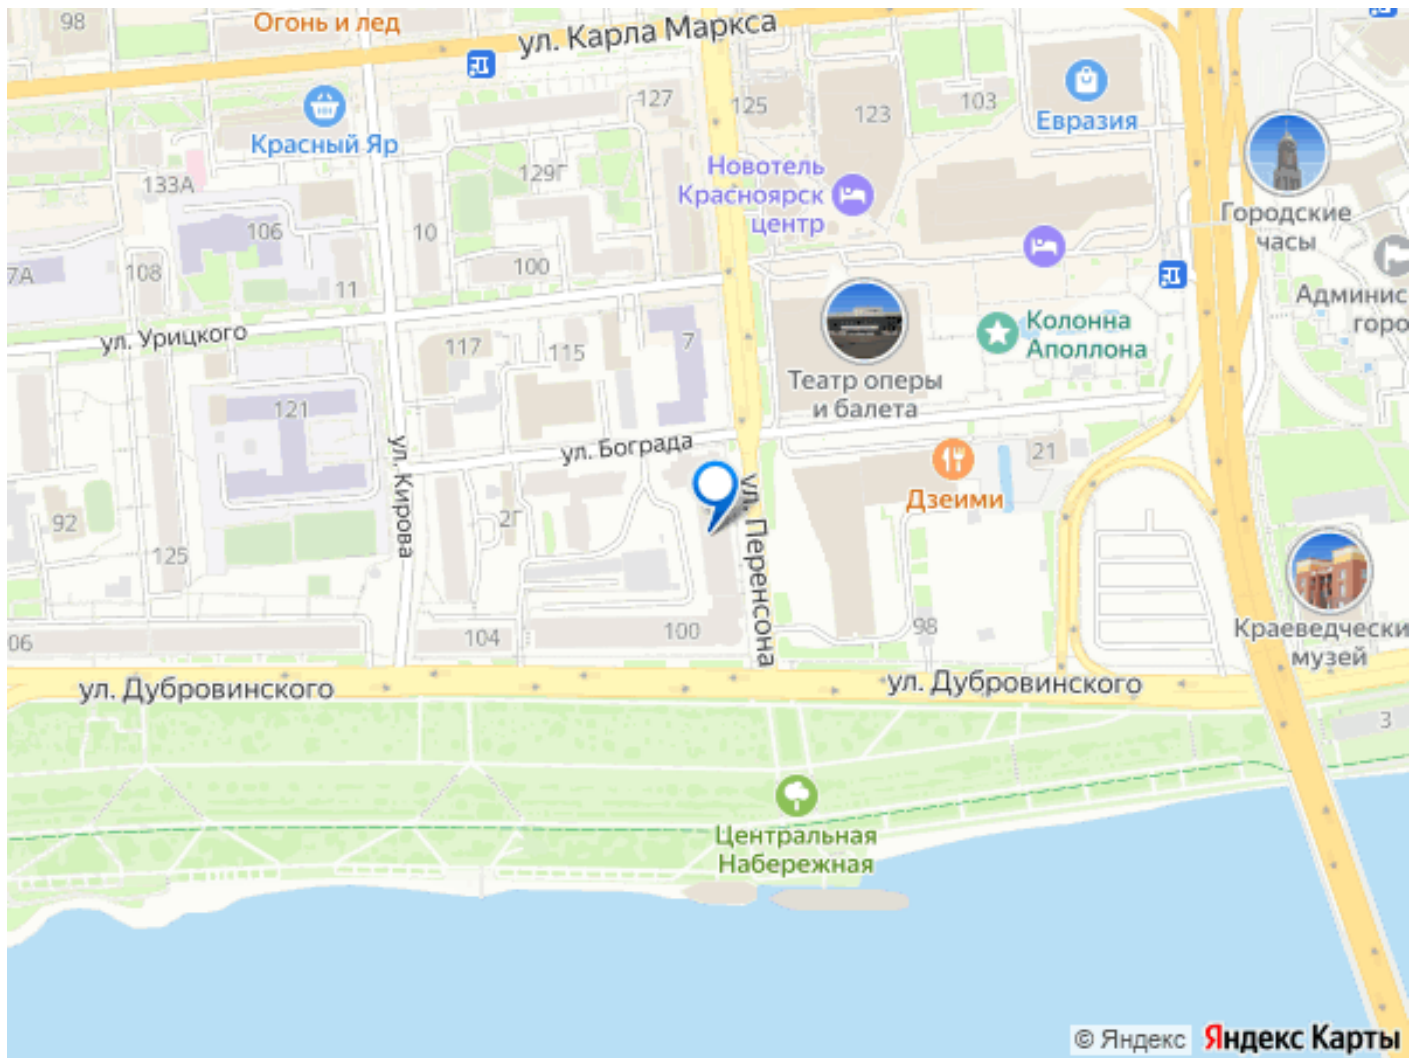 98
Огонь и лед
ул. Карла Маркса
127
125
123
103
Евразия
Красный Яр
133А
129Г
Новотель
Красноярск
центр
Городские
часы
106
10
7А
108
11
100
Админис
горо
ул. Урицкого
117
115
7
Колонна
Аполлона
Театр оперы
и балета
121
ул. Бограда
21
Дзеими
ул. Кирова
ул. Перенсона
92
2Г
125
06
104
100
98
Краеведчески
музей
ул. Дубровинского
ул. Дубровинского
3
Центральная
Набережная
© Яндекс
Яндекс Карты